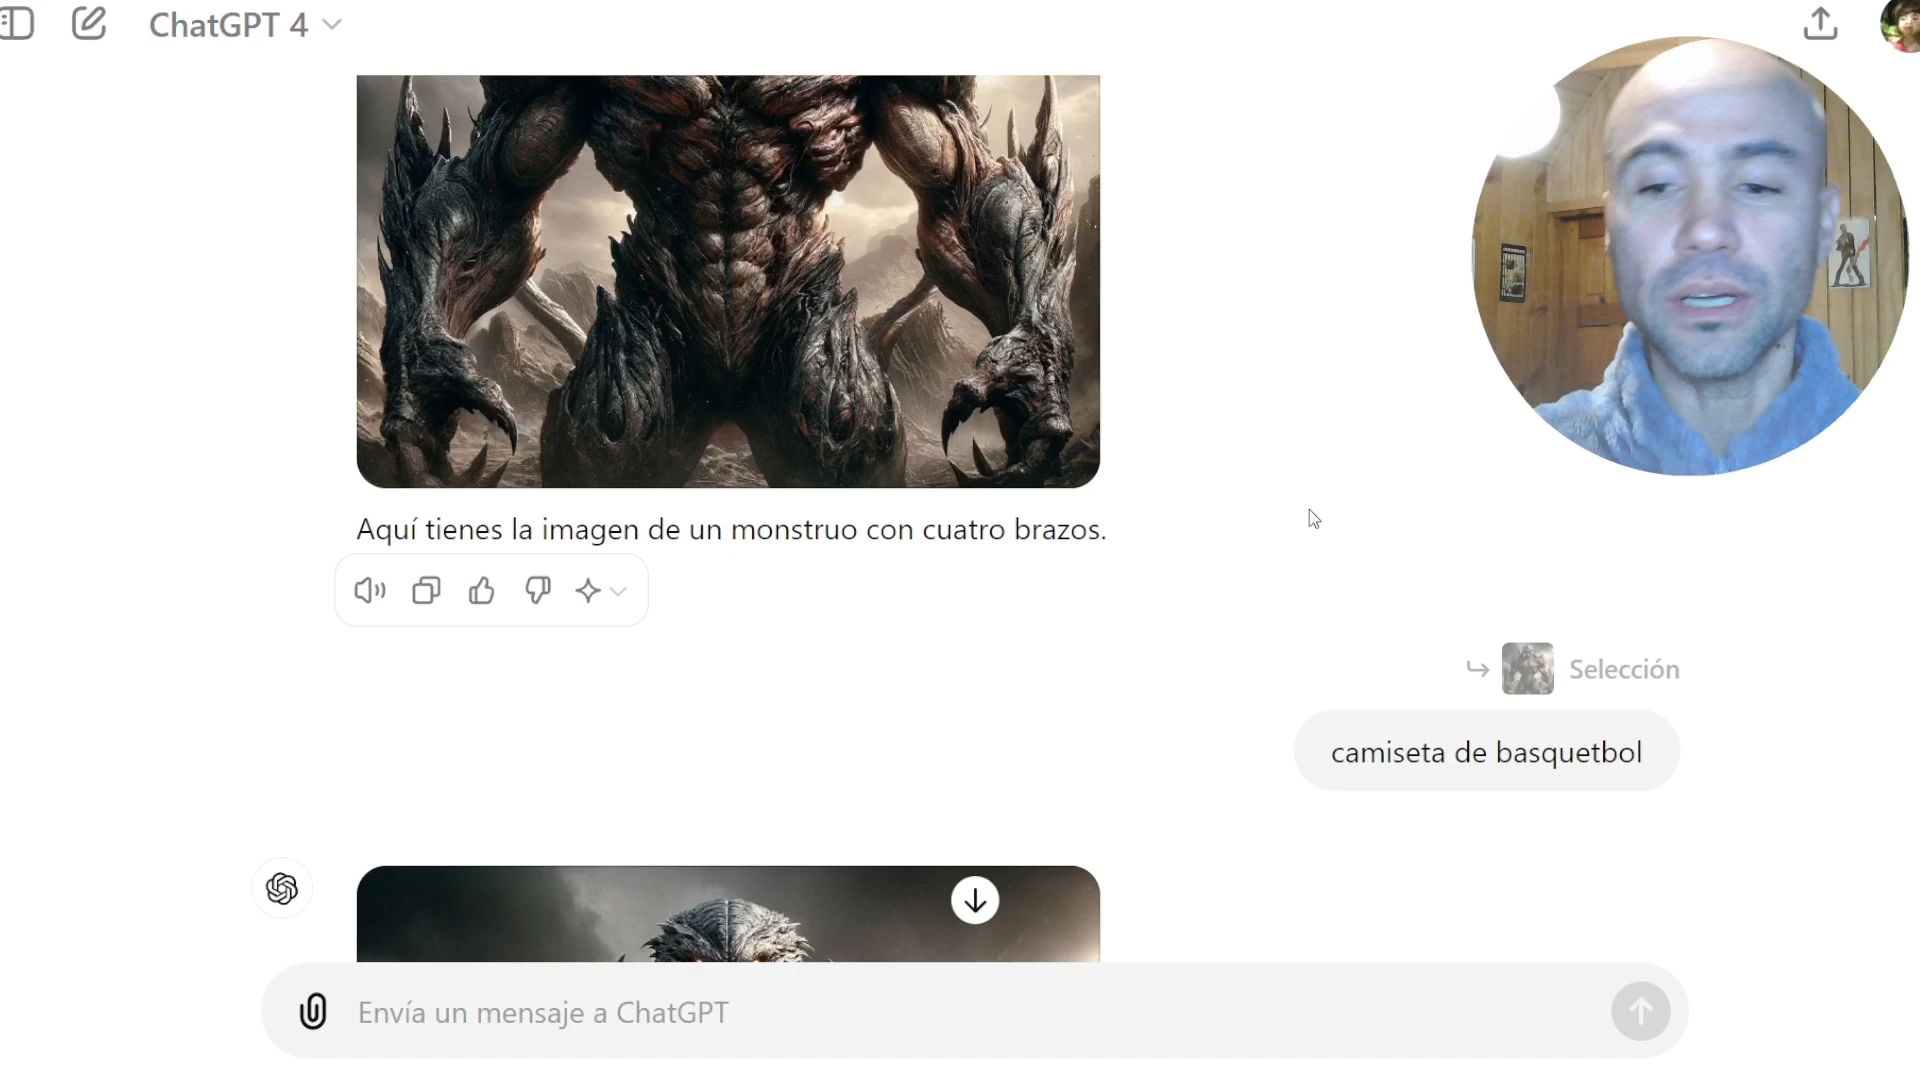 ChatGPT 4
Aquí tienes la imagen de un monstruo con cuatro brazos.
Selección
camiseta de basquetbol
Envía un mensaje a ChatGPT